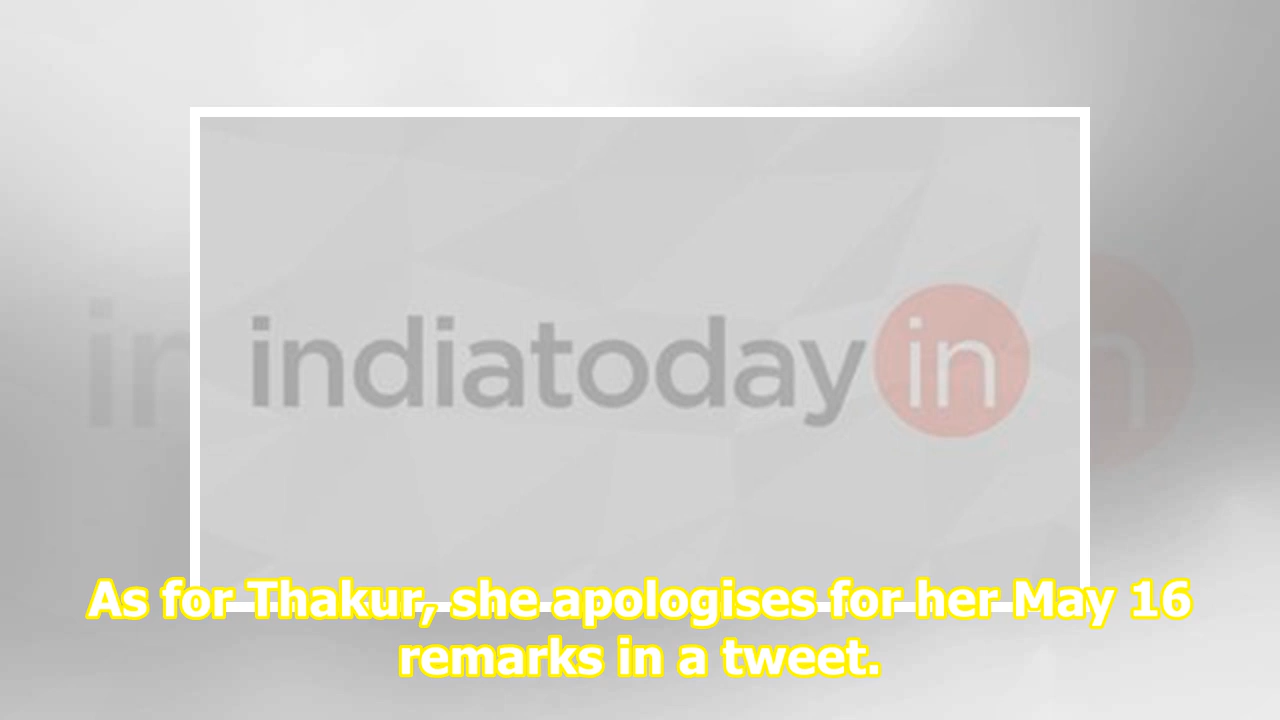 indiatoday in
As for Thakur, she apologises for her May 16
remarks in a tweet.